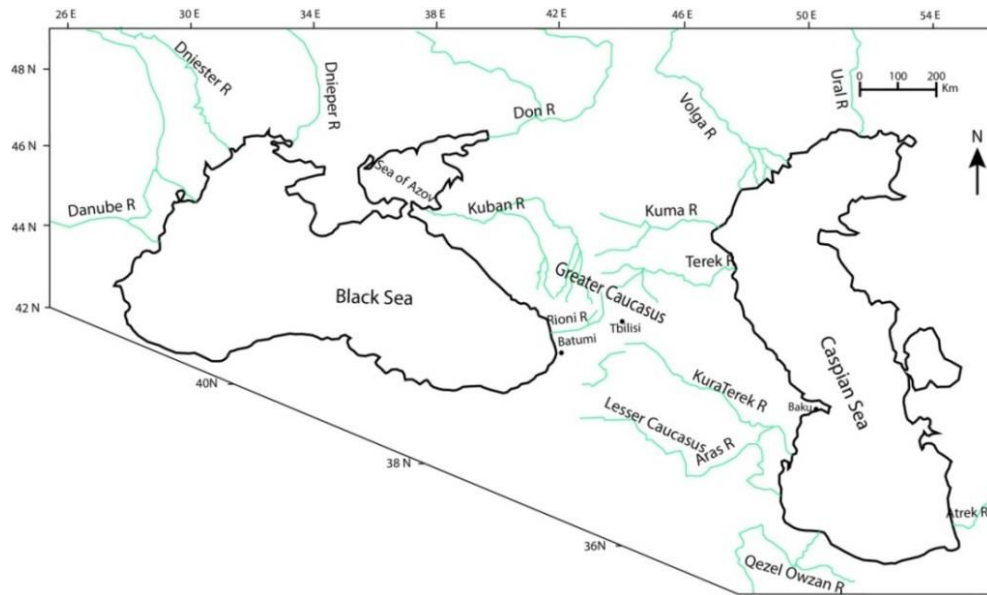 26 E 30 E 34 E 38 E 42 E 46 E 50 E 54 E
48 N
46 N
44 N
42 N
40N
38 N
36N
0 100 200
Km
N
Dniester R
Dnieper R
Don R
Volga R
Ural R
Sea of Azov
Danube R
Kuban R
Kuma R
Terek R
Greater Caucasus
Black Sea
Rioni R
Tbilisi
Batumi
Caspian Sea
KuraTerek R
Baku
Lesser Caucasus
Aras R
Atrek R
Qezel Owzan R